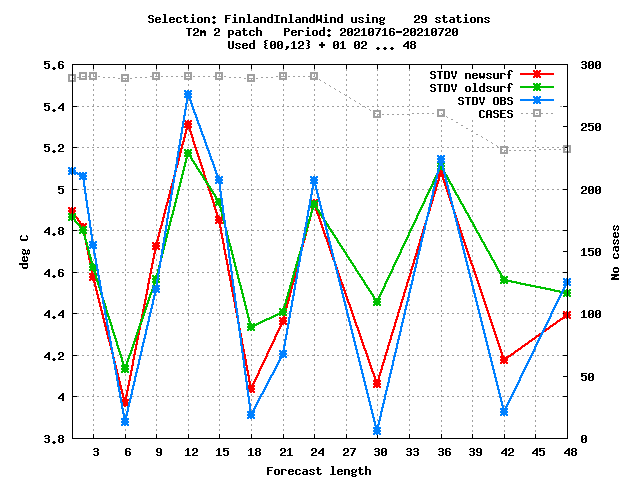 Selection: FinlandInlandWind using    29 stations
T2m 2 patch   Period: 20210716-20210720
Used {00,12} + 01 02 ... 48
STDV newsurf
STDV oldsurf
STDV OBS
CASES
5.6
5.4
5.2
5
4.8
4.6
4.4
4.2
4
3.8
deg C
300
250
200
150
100
50
0
No cases
3 6 9 12 15 18 21 24 27 30 33 36 39 42 45 48
Forecast length